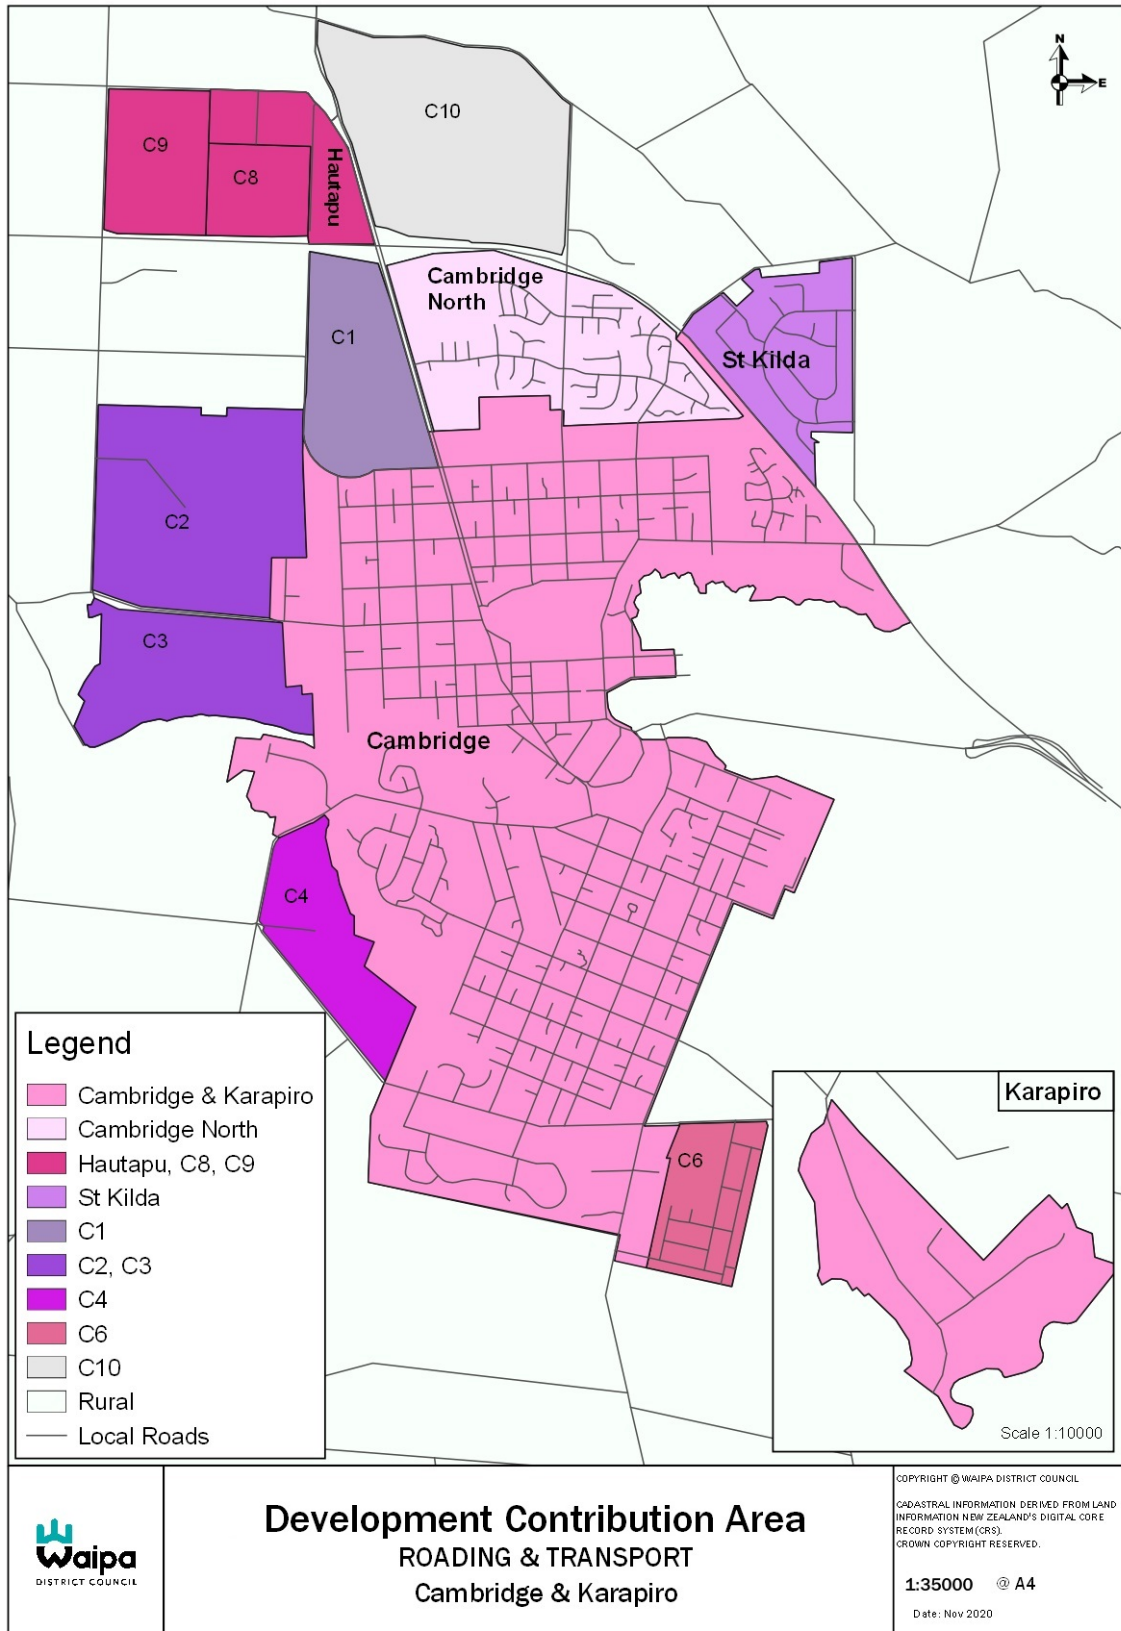 N
E
C10
C9
C8
Hautapu
Cambridge
North
C1
St Kilda
C2
C3
Cambridge
C4
C6
Legend
Cambridge & Karapiro
Cambridge North
Hautapu, C8, C9
St Kilda
C1
C2, C3
C4
C6
C10
Rural
Local Roads
Karapiro
Scale 1:10000
Waipa
DISTRICT COUNCIL
Development Contribution Area
ROADING & TRANSPORT
Cambridge & Karapiro
COPYRIGHT @ WAIPA DISTRICT COUNCIL
CADASTRAL INFORMATION DERIVED FROM LAND
INFORMATION NEW ZEALAND'S DIGITAL CORE
RECORD SYSTEM (CRS).
CROWN COPYRIGHT RESERVED.
1:35000 @ A4
Date: Nov 2020